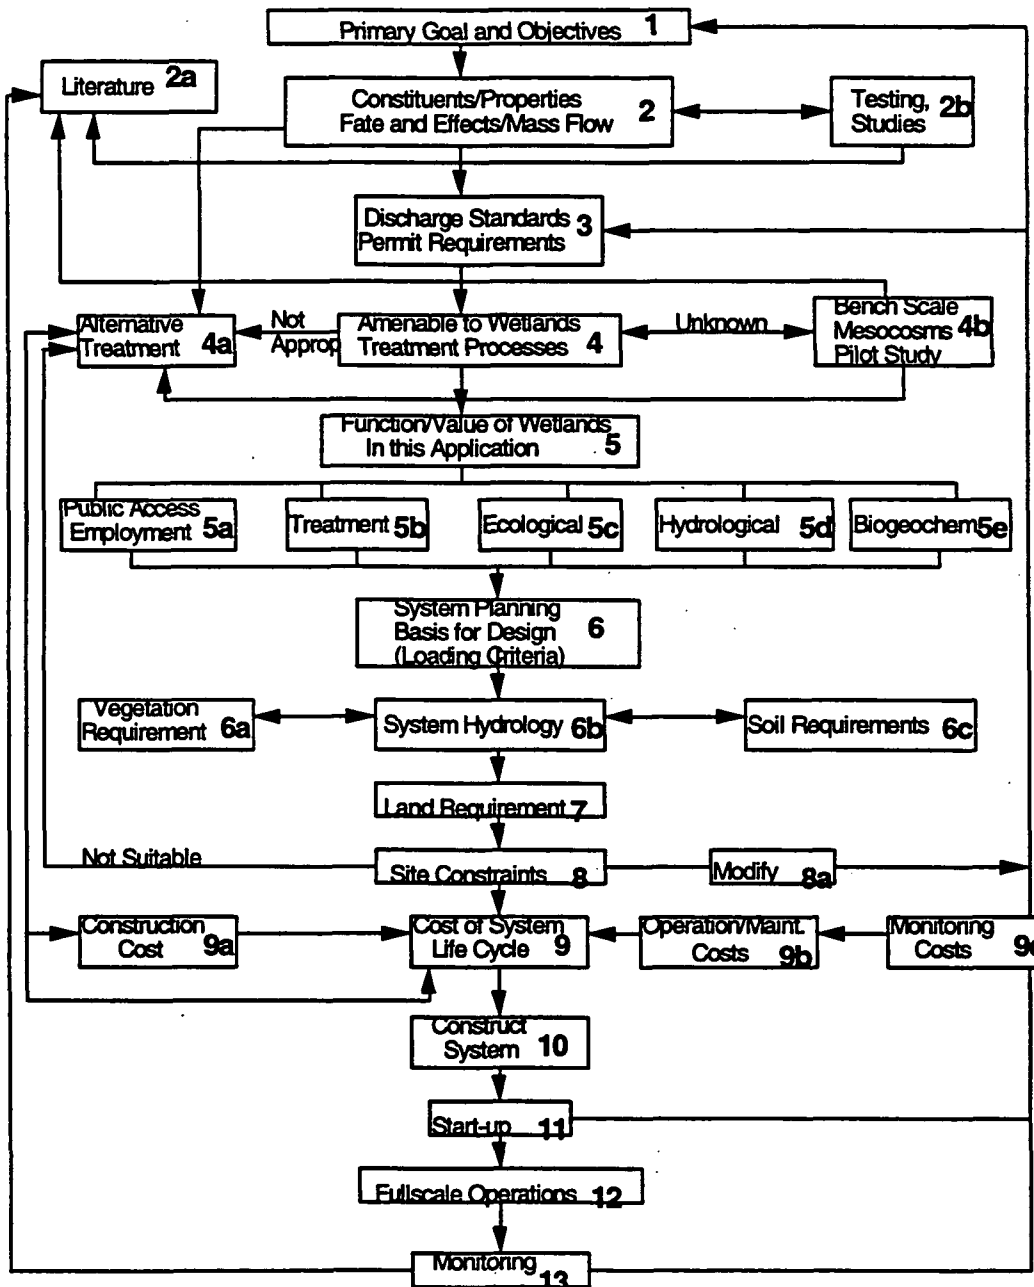 Primary Goal and Objectives 1
Literature 2a
Constituents/Properties
Fate and Effects/Mass Flow 2
Testing,
Studies 2b
Discharge Standards
Permit Requirements 3
Alternative
Treatment 4a
Not
Approp
Amenable to Wetlands
Treatment Processes 4
Unknown
Bench Scale
Mesocosms 4b
Pilot Study
Function/Value of Wetlands
In this Application 5
Public Access
Employment 5a
Treatment 5b
Ecological 5c
Hydrological 5d
Biogeochem 5e
System Planning
Basis for Design 6
(Loading Criteria)
Vegetation
Requirement 6a
System Hydrology 6b
Soil Requirements 6c
Land Requirement 7
Not Suitable
Site Constraints 8
Modify 8a
Construction
Cost 9a
Cost of System
Life Cycle 9
Operation/Maint.
Costs 9b
Monitoring
Costs 9c
Construct
System 10
Start-up 11
Fullscale Operations 12
Monitoring
13